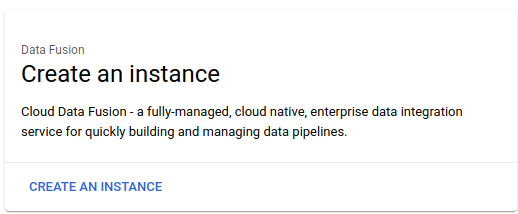 Data Fusion
Create an instance
Cloud Data Fusion - a fully-managed, cloud native, enterprise data integration
service for quickly building and managing data pipelines.
CREATE AN INSTANCE